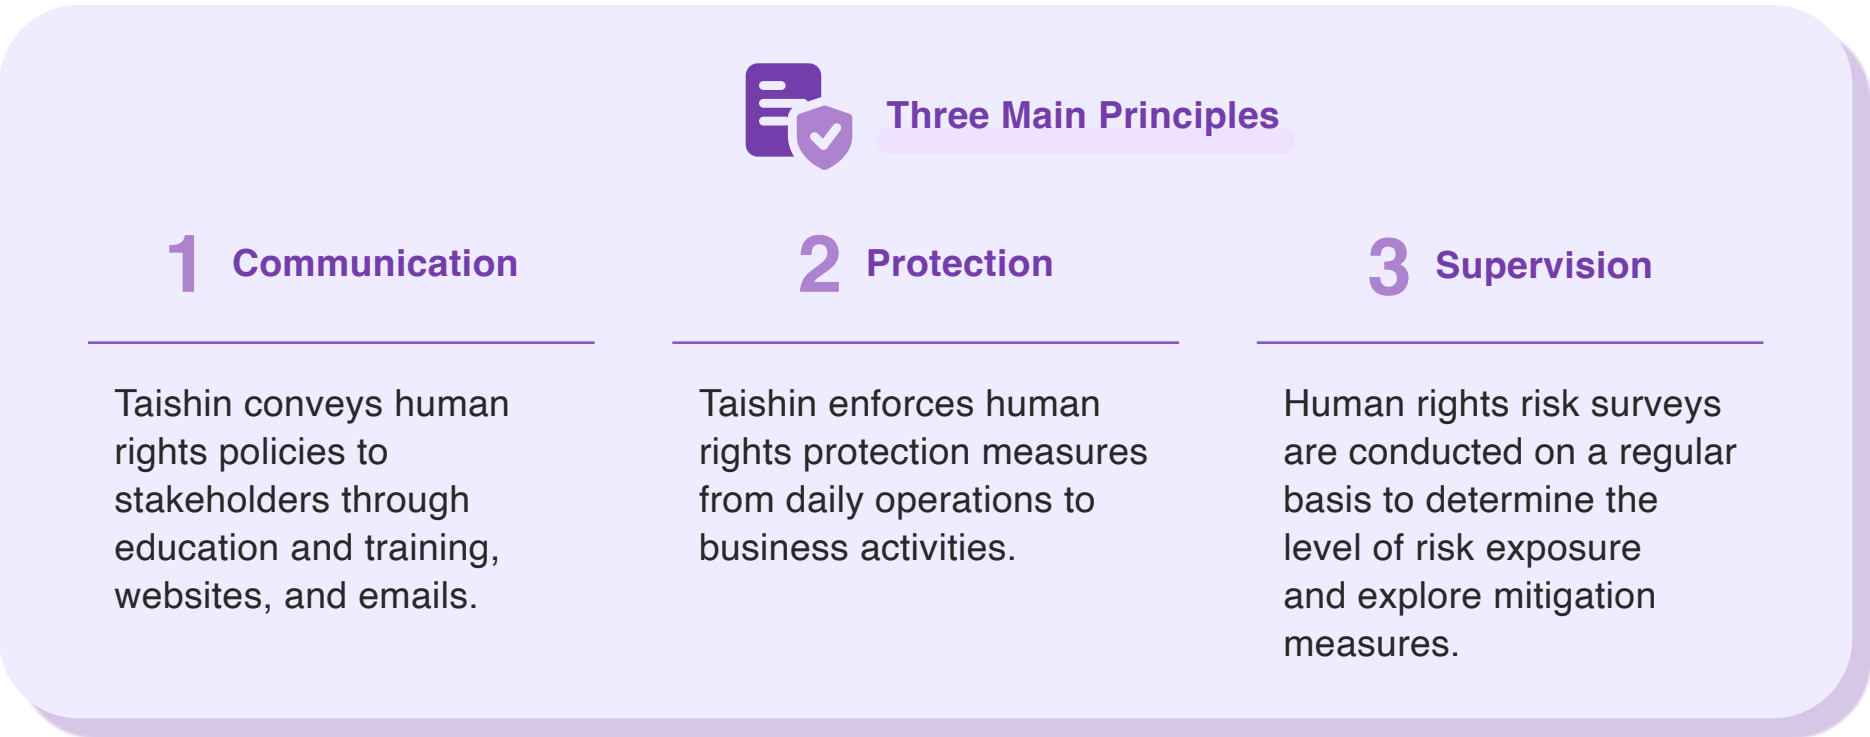 Three Main Principles
1 Communication
Taishin conveys human
rights policies to
stakeholders through
education and training,
websites, and emails.
2 Protection
Taishin enforces human
rights protection measures
from daily operations to
business activities.
3 Supervision
Human rights risk surveys
are conducted on a regular
basis to determine the
level of risk exposure
and explore mitigation
measures.